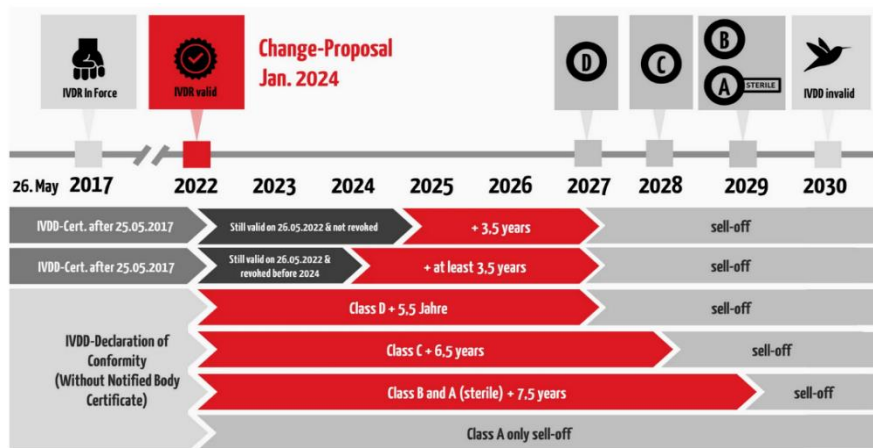 Change-Proposal
Jan. 2024
IVDR In Force
IVDR valid
D
C
B
A STERILE
IVDD invalid
26. May 2017 2022 2023 2024 2025 2026 2027 2028 2029 2030
IVDD-Cert. after 25.05.2017 Still valid on 26.05.2022 & not revoked + 3,5 years sell-off
IVDD-Cert. after 25.05.2017 Still valid on 26.05.2022 &
revoked before 2024 + at least 3.5 years sell-off
IVDD-Declaration of
Conformity
(Without Notified Body
Certificate)
Class D + 5,5 Jahre sell-off
Class C + 6,5 years sell-off
Class B and A (sterile) + 7.5 years sell-off
Class A only sell-off